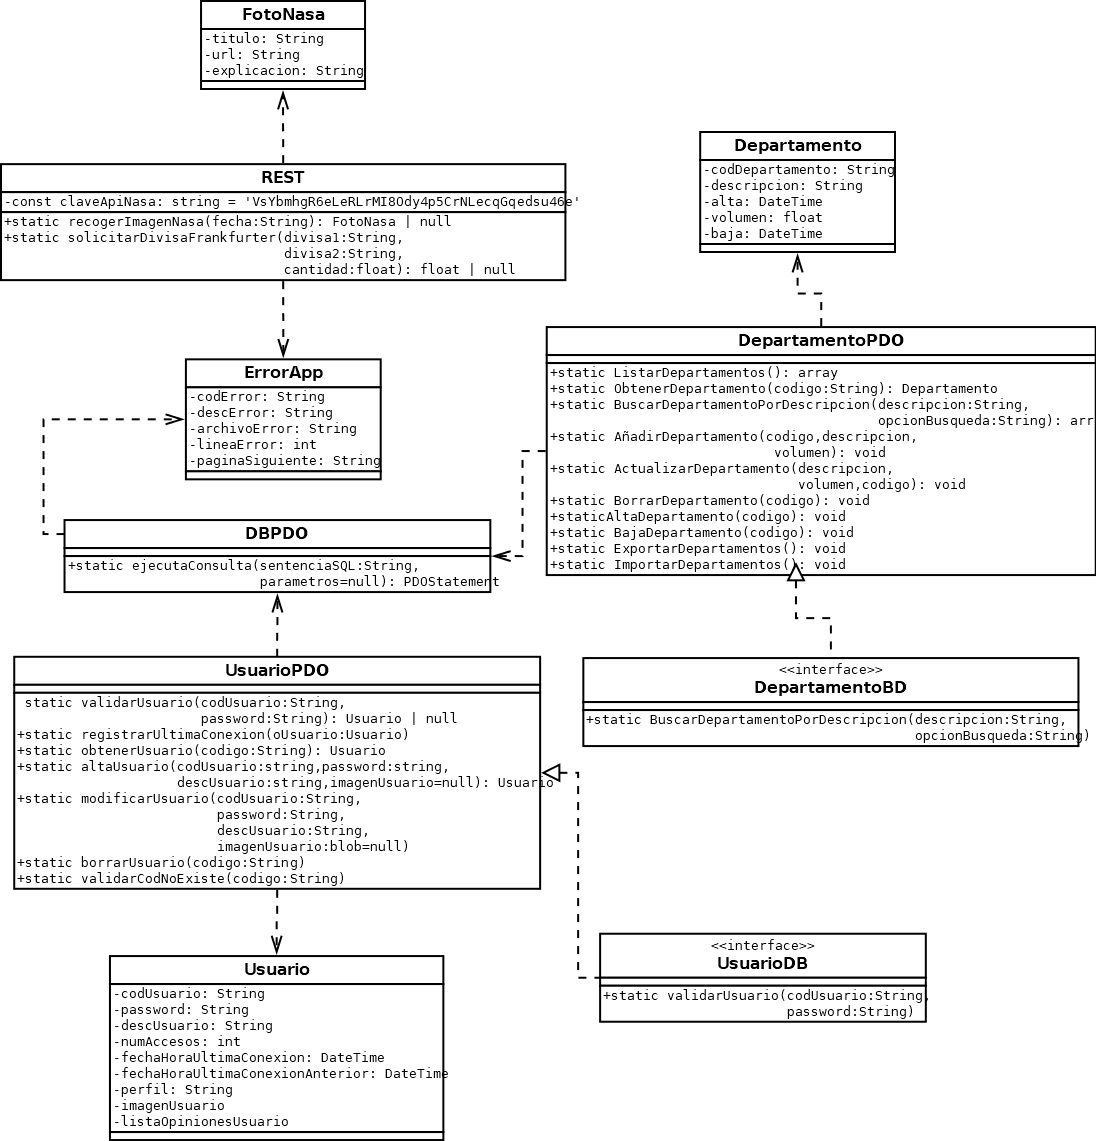 FotoNasa
-titulo: String
-url: String
-explicacion: String
REST
-const claveApiNasa: string = 'VsYbmhgR6eLeRLrMI8Ody4p5CrNLecqGqedsu46e'
+static recogerImagenNasa(fecha:String): FotoNasa | null
+static solicitarDivisaFrankfurter(divisa1:String,
divisa2:String,
cantidad:float): float | null
Departamento
-codDepartamento: String
-descripcion: String
-alta: DateTime
-volumen: float
-baja: DateTime
DepartamentoPDO
+static ListarDepartamentos(): array
+static ObtenerDepartamento(codigo:String): Departamento
+static BuscarDepartamentoPorDescripcion(descripcion:String,
opcionBusqueda:String): arr
+static AñadirDepartamento(codigo,descripcion,
volumen): void
+static ActualizarDepartamento(descripcion,
volumen,codigo): void
+static BorrarDepartamento(codigo): void
+staticAltaDepartamento(codigo): void
+static BajaDepartamento(codigo): void
+static ExportarDepartamentos(): void
+static ImportarDepartamentos(): void
ErrorApp
-codError: String
-descError: String
-archivoError: String
-lineaError: int
-paginaSiguiente: String
DBPDO
+static ejecutaConsulta(sentenciaSQL:String,
parametros=null): PDOStatement
UsuarioPDO
static validarUsuario(codUsuario:String,
password:String): Usuario | null
+static registrarUltimaConexion(oUsuario:Usuario)
+static obtenerUsuario(codigo:String): Usuario
+static altaUsuario(codUsuario:string,password:string,
descUsuario:string,imagenUsuario=null): Usuario
+static modificarUsuario(codUsuario:String,
password:String,
descUsuario:String,
imagenUsuario:blob=null)
+static borrarUsuario(codigo:String)
+static validarCodNoExiste(codigo:String)
<<interface>>
DepartamentoBD
+static BuscarDepartamentoPorDescripcion(descripcion:String,
opcionBusqueda:String)
<<interface>>
UsuarioDB
+static validarUsuario(codUsuario:String,
password:String)
Usuario
-codUsuario: String
-password: String
-descUsuario: String
-numAccesos: int
-fechaHoraUltimaConexion: DateTime
-fechaHoraUltimaConexionAnterior: DateTime
-perfil: String
-imagenUsuario
-listaOpinionesUsuario